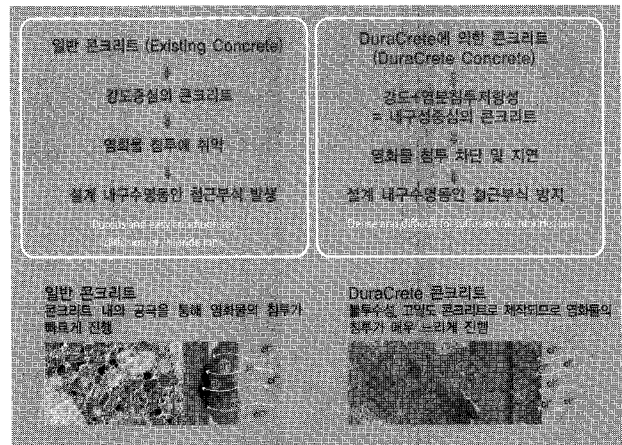 일반 콘크리트 (Existing Concrete)
강도중심의 콘크리트
염화물 침투에 취약
설계 내구수명동안 철근부식 발생
DuraCrete에 의한 콘크리트
(DuraCrete Concrete)
강도+염분침투저항성
= 내구성중심의 콘크리트
염화물 침투 차단 및 지연
설계 내구수명동안 철근부식 방지
일반 콘크리트
콘크리트 내의 공극을 통해 염화물의 침투가
빠르게 진행
DuraCrete 콘크리트
불투수성, 고밀도 콘크리트로 제작되므로 염화물의
침투가 매우 느리게 진행